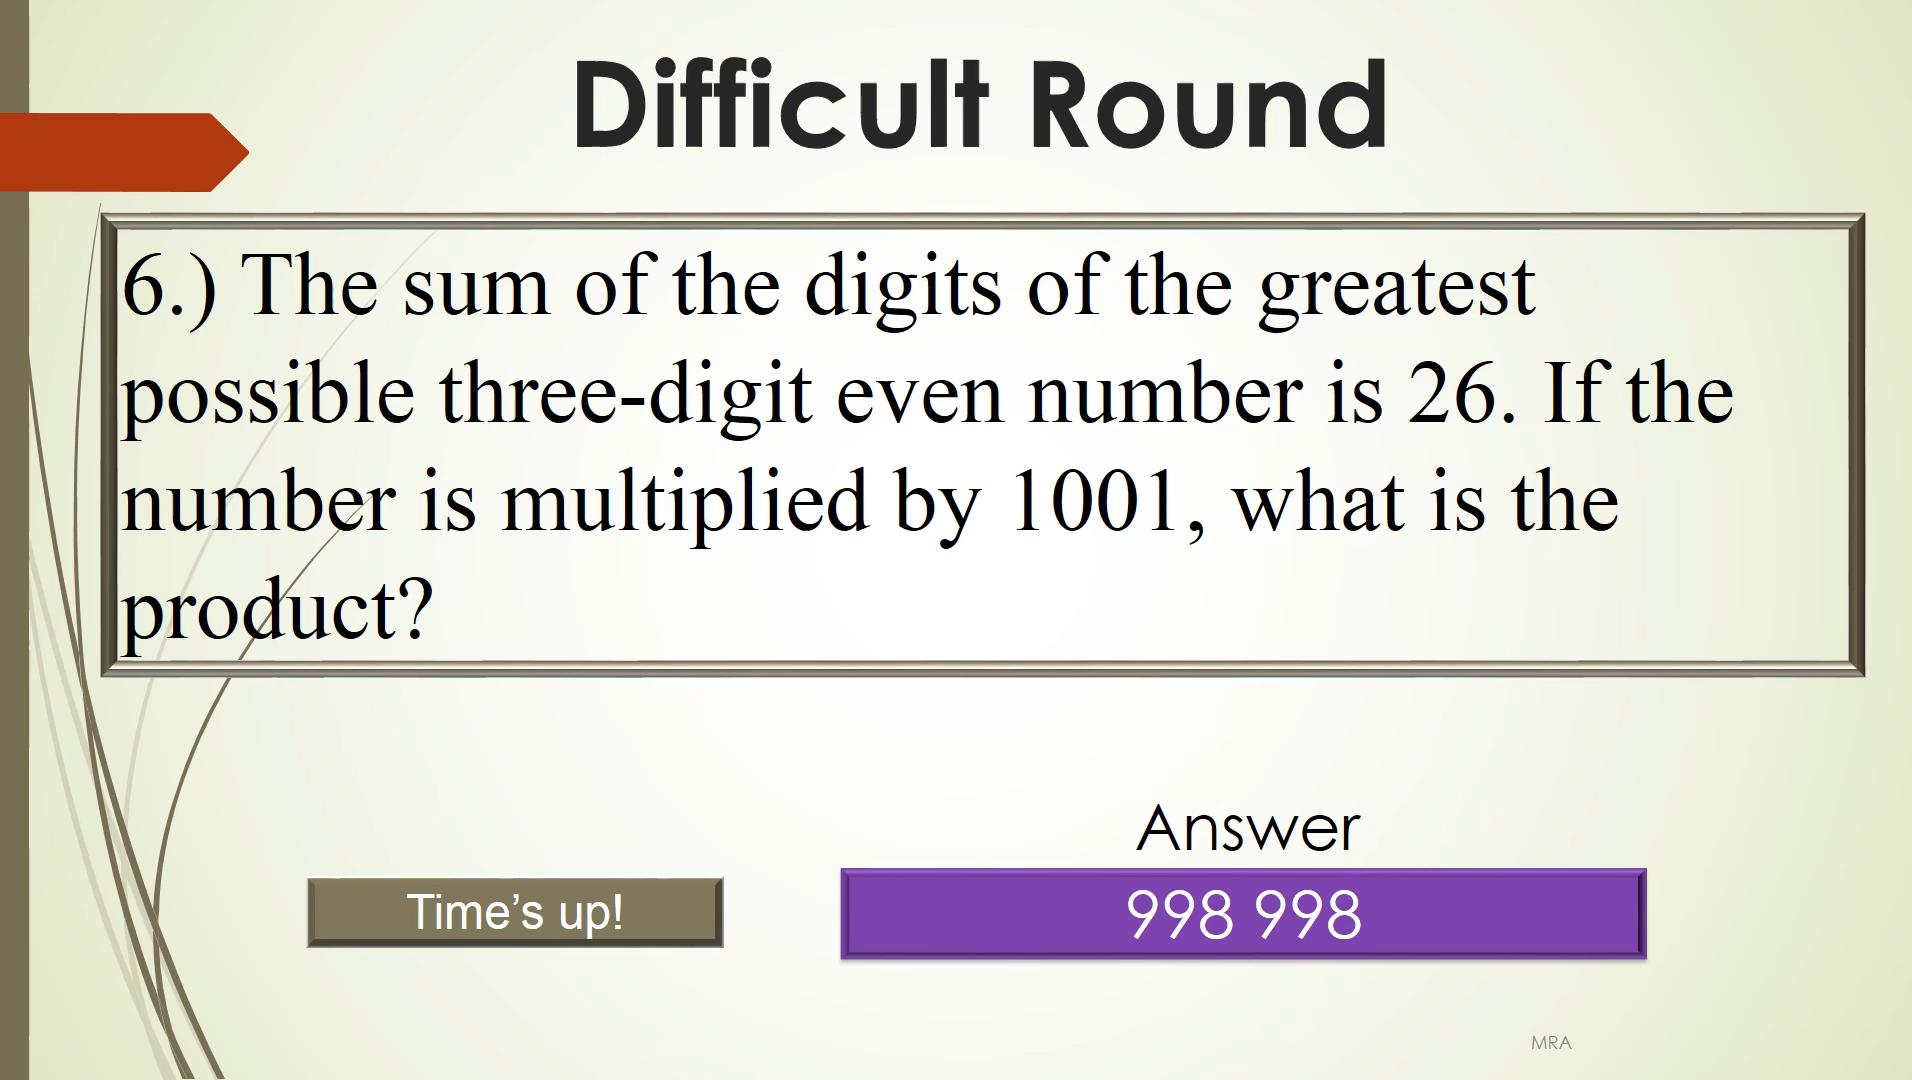 Difficult Round
6.) The sum of the digits of the greatest
possible three-digit even number is 26. If the
number is multiplied by 1001, what is the
product?
Answer
Time’s up!
998 998
MRA